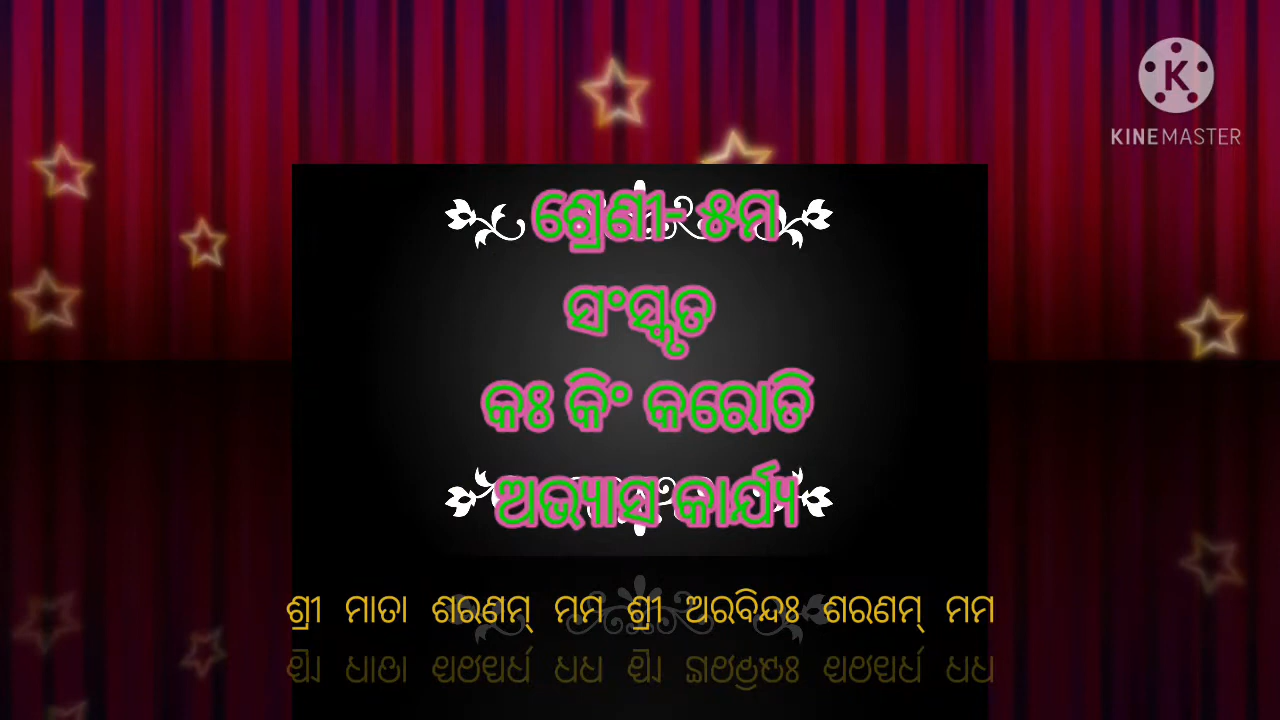 KINEMASTER
ଶ୍ରେଣୀ- ୫ମ
ସଂସ୍କୃତ
କଃ କିଂ କରୋତି
ଅଭ୍ୟାସ କାର୍ଯ୍ୟ
ଶ୍ରୀ ମାତା ଶରଣମ୍ ମମ ଶ୍ରୀ ଅରବିନ୍ଦଃ ଶରଣମ୍ ମମ